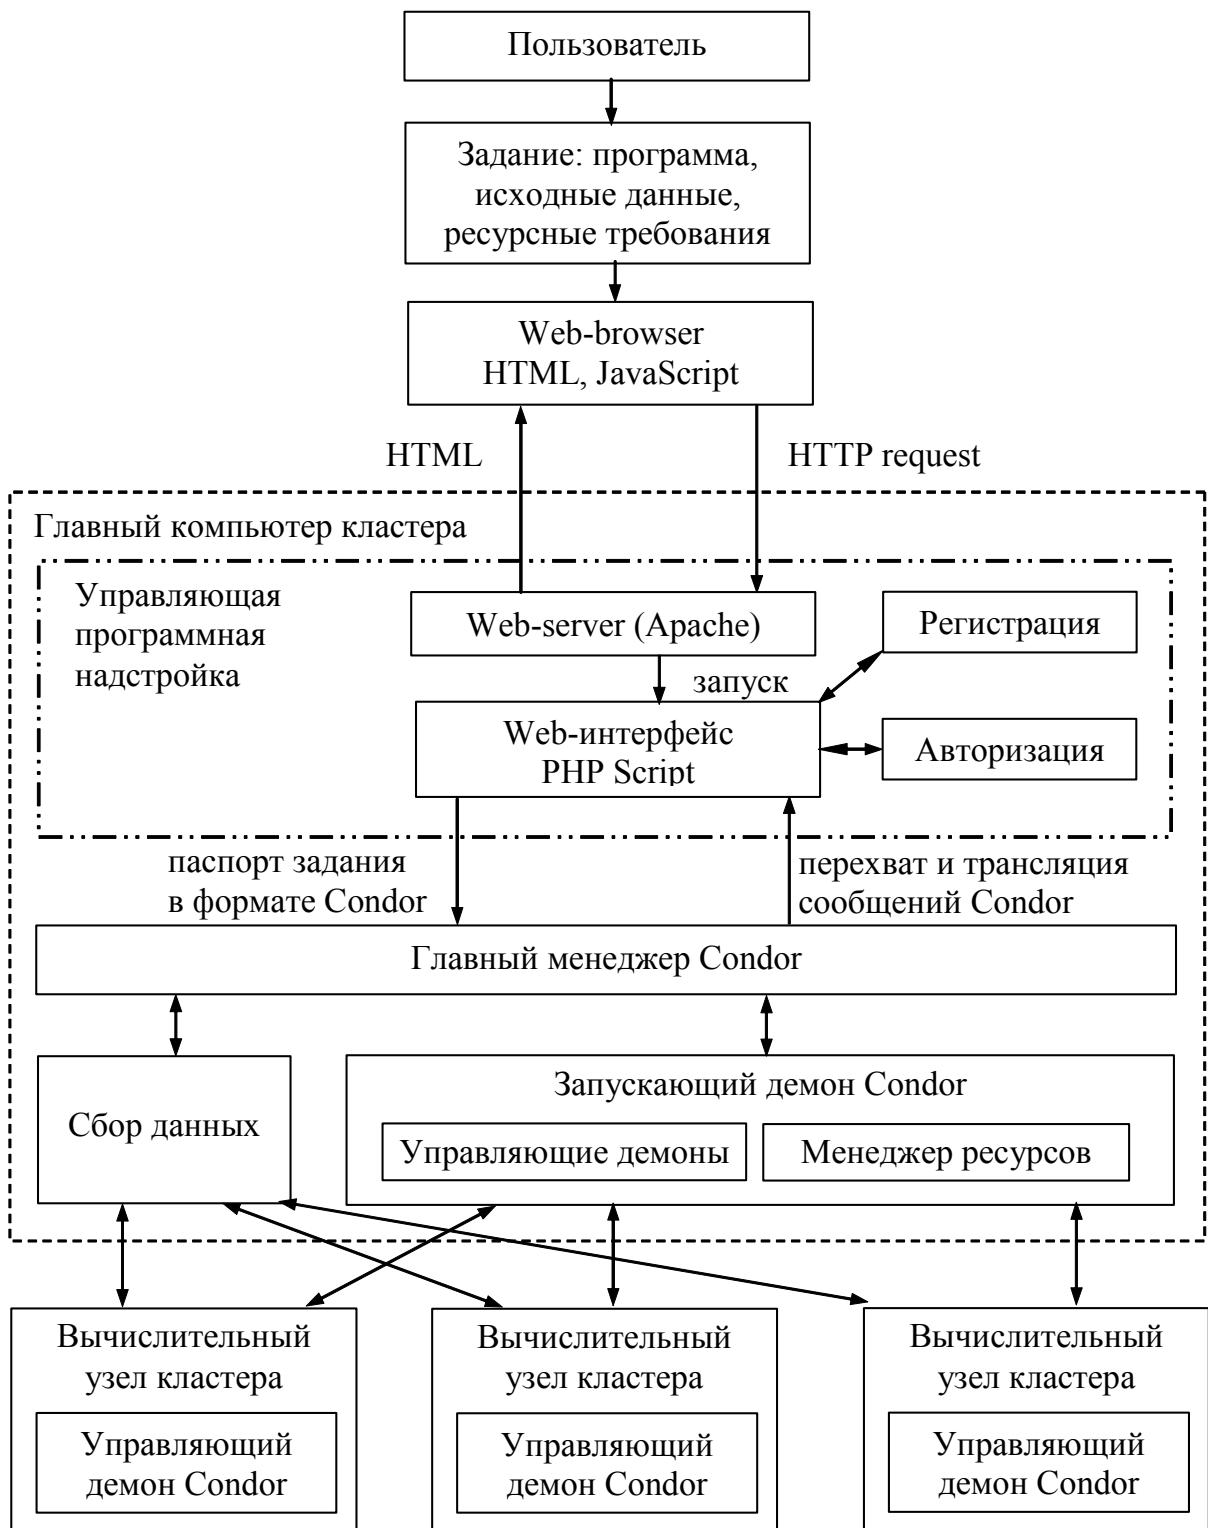 Пользователь
Задание: программа,
исходные данные,
ресурсные требования
Web-browser
HTML, JavaScript
HTML
HTTP request
Главный компьютер кластера
Управляющая
программная
надстройка
Web-server (Apache)
Регистрация
запуск
Web-интерфейс
PHP Script
Авторизация
паспорт задания
в формате Condor
перехват и трансляция
сообщений Condor
Главный менеджер Condor
Сбор данных
Запускающий демон Condor
Управляющие демоны
Менеджер ресурсов
Вычислительный
узел кластера
Управляющий
демон Condor
Вычислительный
узел кластера
Управляющий
демон Condor
Вычислительный
узел кластера
Управляющий
демон Condor